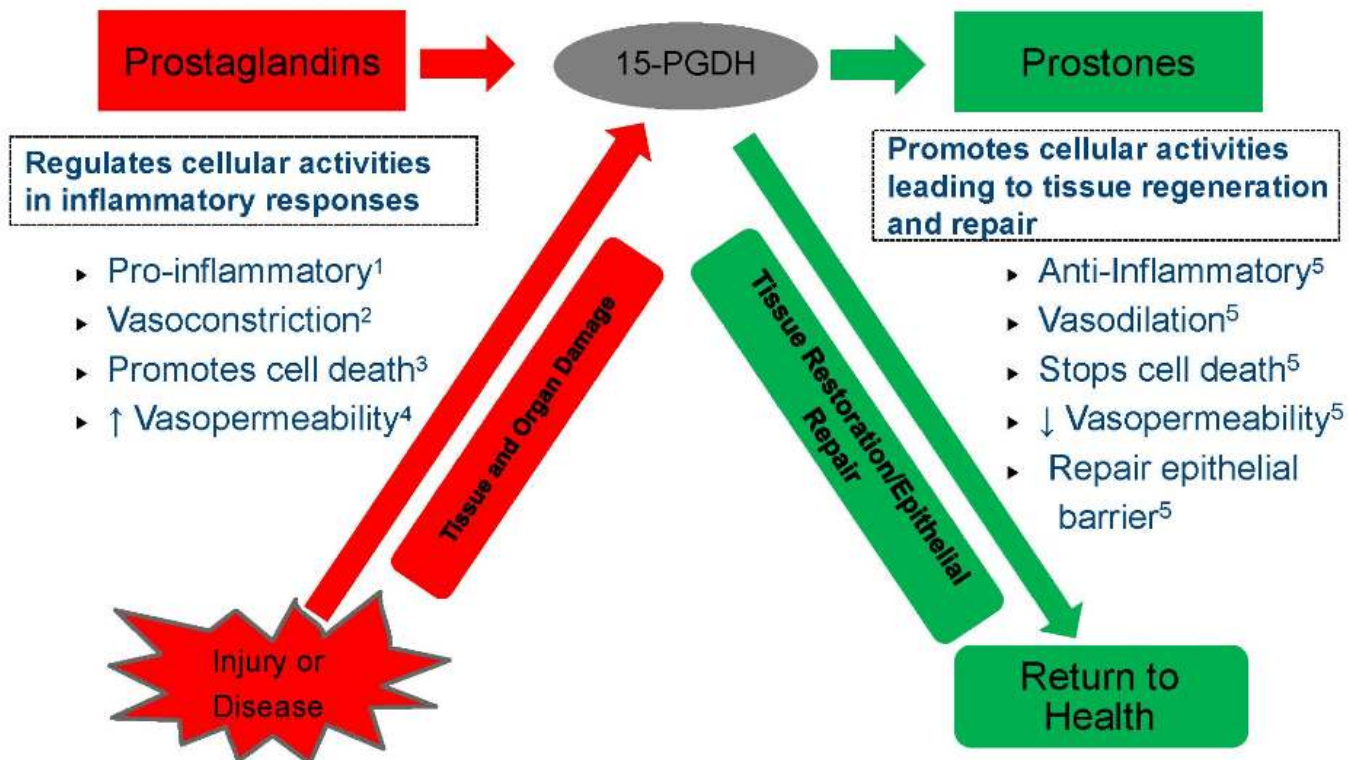 Prostaglandins
15-PGDH
Prostones
Regulates cellular activities
in inflammatory responses
▸ Pro-inflammatory¹
▸ Vasoconstriction²
▸ Promotes cell death³
▸ ↑ Vasopermeability⁴
Tissue and Organ Damage
Injury or
Disease
Promotes cellular activities
leading to tissue regeneration
and repair
▸ Anti-Inflammatory⁵
▸ Vasodilation⁵
▸ Stops cell death⁵
▸ ↓ Vasopermeability⁵
▸ Repair epithelial
barrier⁵
Tissue Restoration/Epithelial
Repair
Return to
Health